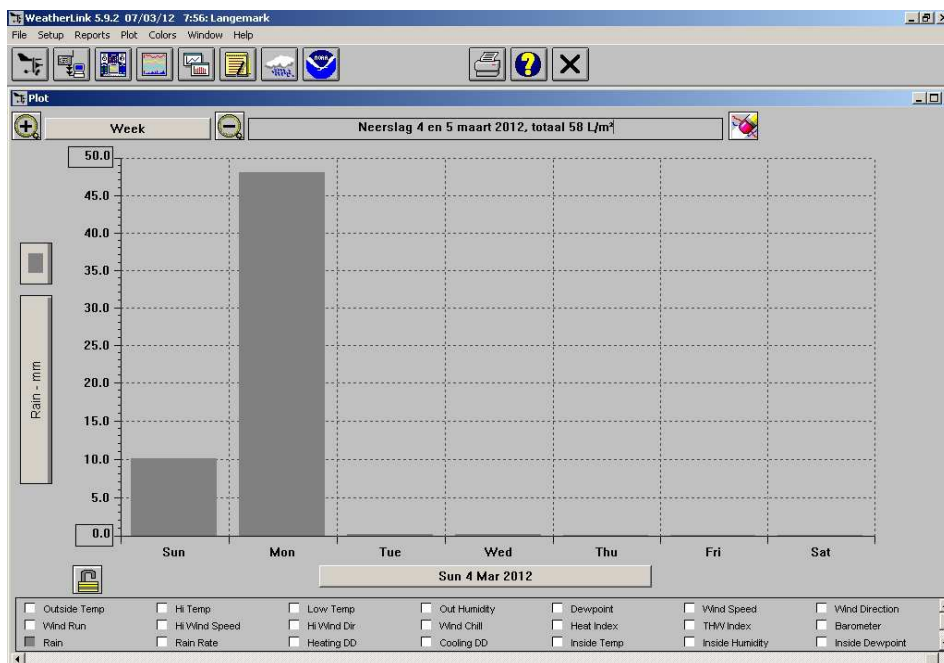 WeatherLink 5.9.2 07/03/12 7:56: Langemark
File Setup Reports Plot Colors Window Help
Plot
Week
Neerslag 4 en 5 maart 2012, totaal 58 L/m²
50.0
45.0
40.0
35.0
30.0
25.0
20.0
15.0
10.0
5.0
0.0
Rain - mm
Sun Mon Tue Wed Thu Fri Sat
Sun 4 Mar 2012
Outside Temp Hi Temp Low Temp Out Humidity Dewpoint Wind Speed Wind Direction
Wind Run Hi Wind Speed Hi Wind Dir Wind Chill Heat Index THW Index Barometer
Rain Rain Rate Heating DD Cooling DD Inside Temp Inside Humidity Inside Dewpoint